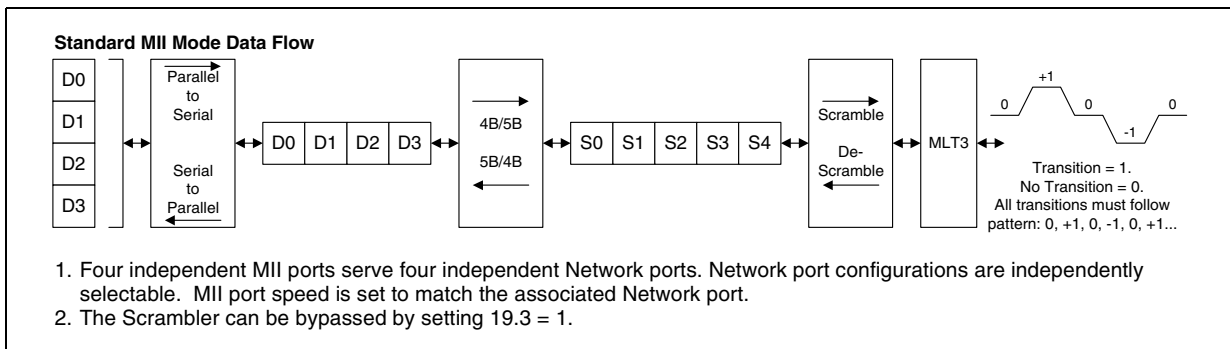 Standard MII Mode Data Flow
D0
D1
D2
D3
Parallel
to
Serial
Serial
to
Parallel
D0 D1 D2 D3
4B/5B
5B/4B
S0 S1 S2 S3 S4
Scramble
De-
Scramble
MLT3
0
+1
0
-1
0
Transition = 1.
No Transition = 0.
All transitions must follow
pattern: 0, +1, 0, -1, 0, +1...
1. Four independent MII ports serve four independent Network ports. Network port configurations are independently
selectable. MII port speed is set to match the associated Network port.
2. The Scrambler can be bypassed by setting 19.3 = 1.